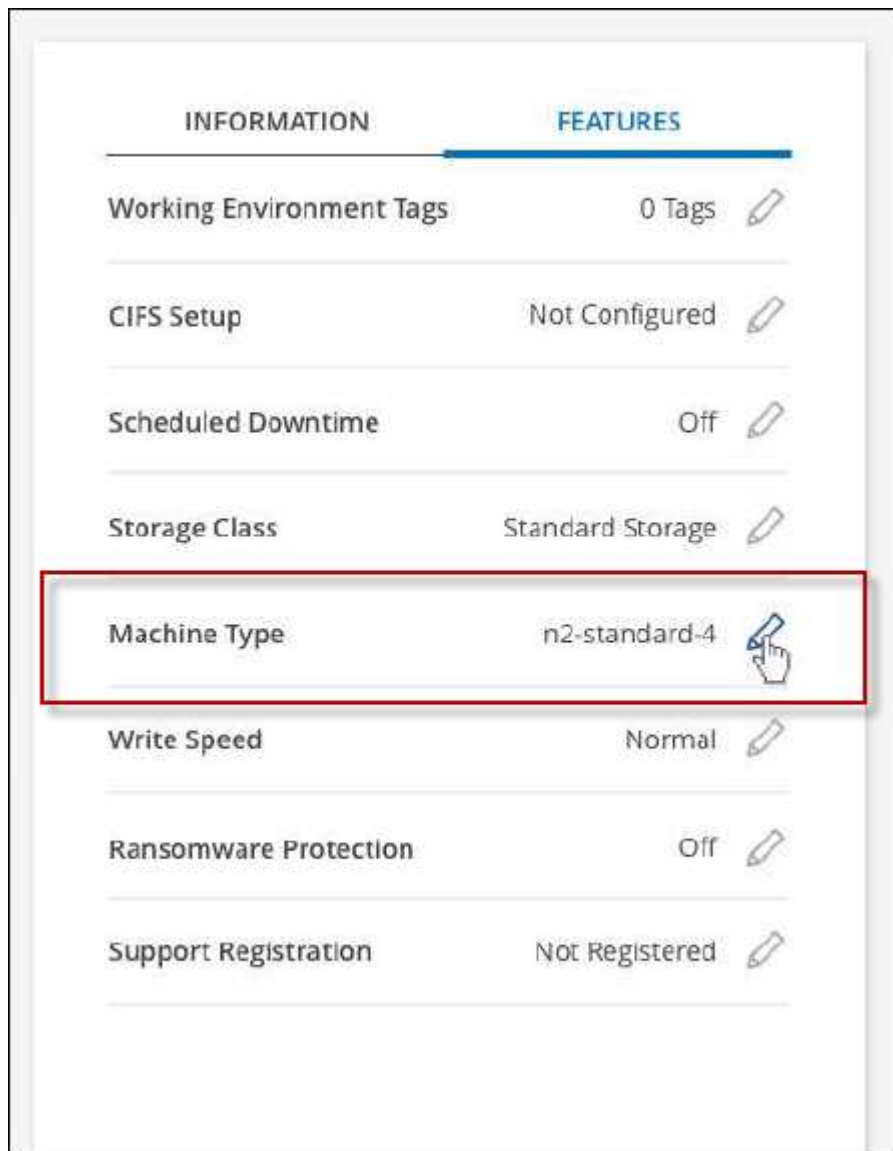 INFORMATION FEATURES
Working Environment Tags 0 Tags
CIFS Setup Not Configured
Scheduled Downtime Off
Storage Class Standard Storage
Machine Type n2-standard-4
Write Speed Normal
Ransomware Protection Off
Support Registration Not Registered